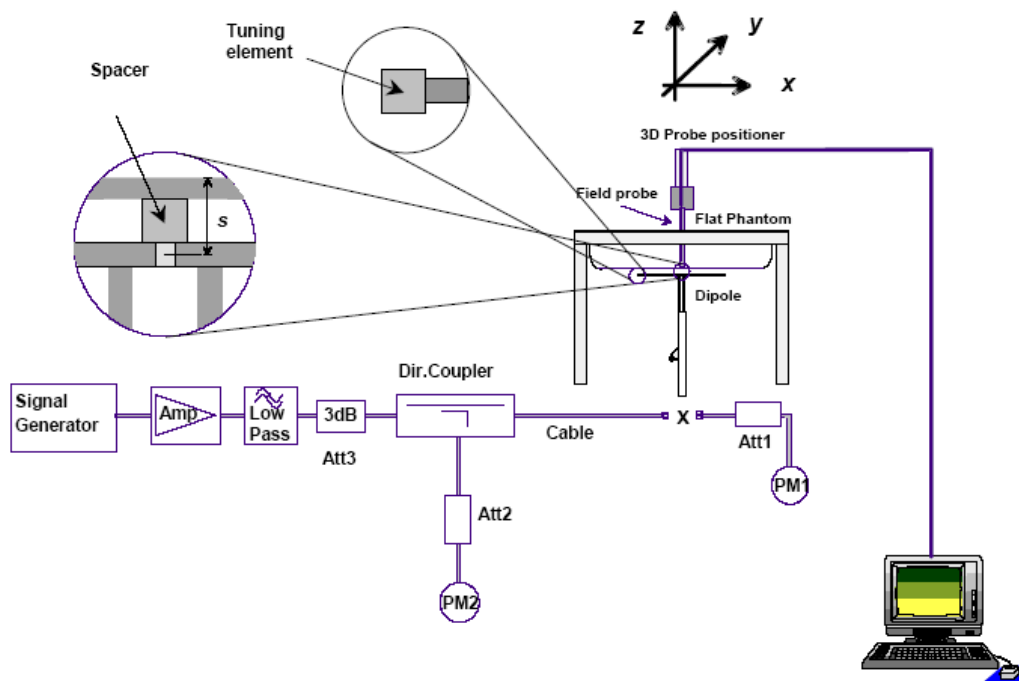 Tuning
element
Spacer
s
z
y
x
3D Probe positioner
Field probe
Flat Phantom
Dipole
Dir.Coupler
Signal
Generator
Amp
Low
Pass
3dB
Att3
Cable
X
Att1
PM1
Att2
PM2